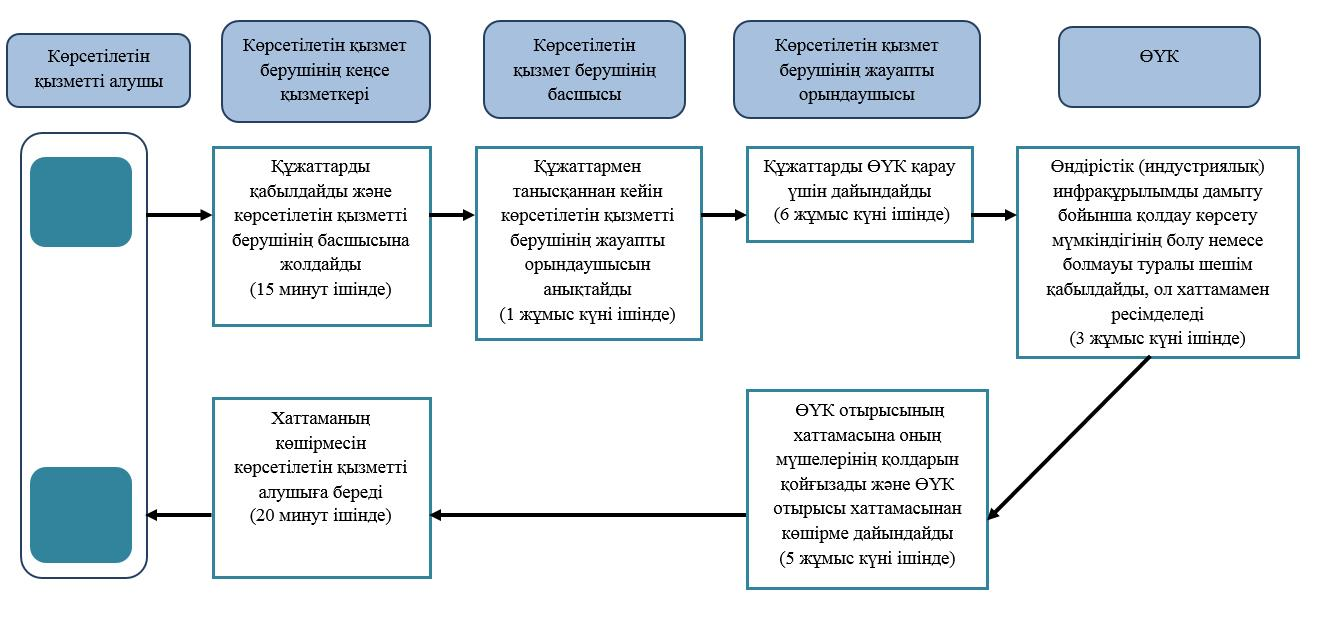 Көрсетілетін
қызметті алушы
Көрсетілетін қызмет
берушінің кеңсе
қызметкері
Көрсетілетін
қызмет берушінің
басшысы
Көрсетілетін қызмет
берушінің жауапты
орындаушысы
ӨҮК
Құжаттарды
қабылдайды және
көрсетілетін қызметті
берушінің басшысына
жолдайды
(15 минут ішінде)
Құжаттармен
танысқаннан кейін
көрсетілетін қызметті
берушінің жауапты
орындаушысын
анықтайды
(1 жұмыс күні ішінде)
Құжаттарды ӨҮК қарау
үшін дайындайды
(6 жұмыс күні ішінде)
Өндірістік (индустриялық)
инфрақұрылымды дамыту
бойынша қолдау көрсету
мүмкіндігінің болу немесе
болмауы туралы шешім
қабылдайды, ол хаттамамен
ресімделеді
(3 жұмыс күні ішінде)
Хаттаманың
көшірмесін
көрсетілетін қызметті
алушыға береді
(20 минут ішінде)
ӨҮК отырысының
хаттамасына оның
мүшелерінің қолдарын
қойғызады және ӨҮК
отырысы хаттамасынан
көшірме дайындайды
(5 жұмыс күні ішінде)